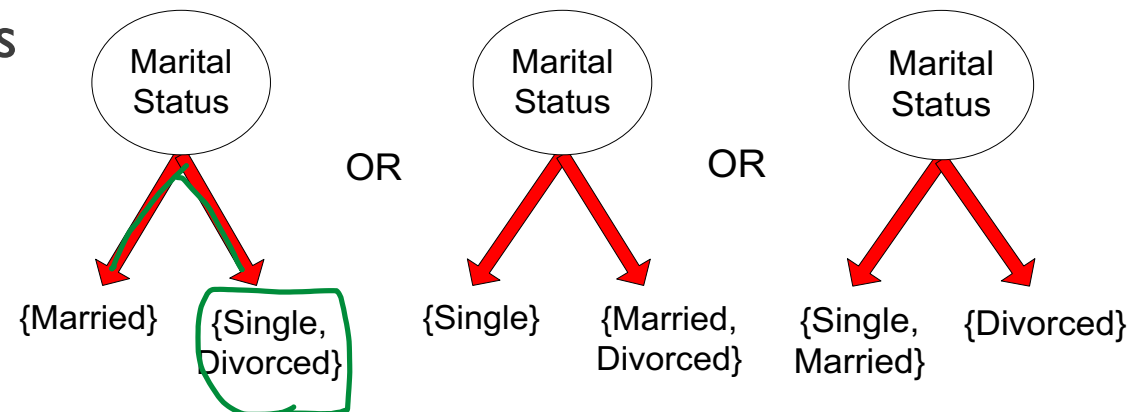 s
Marital
Status
Marital
Status
Marital
Status
OR
OR
{Married}
{Single,
Divorced}
{Single}
{Married,
Divorced}
{Single,
Married}
{Divorced}